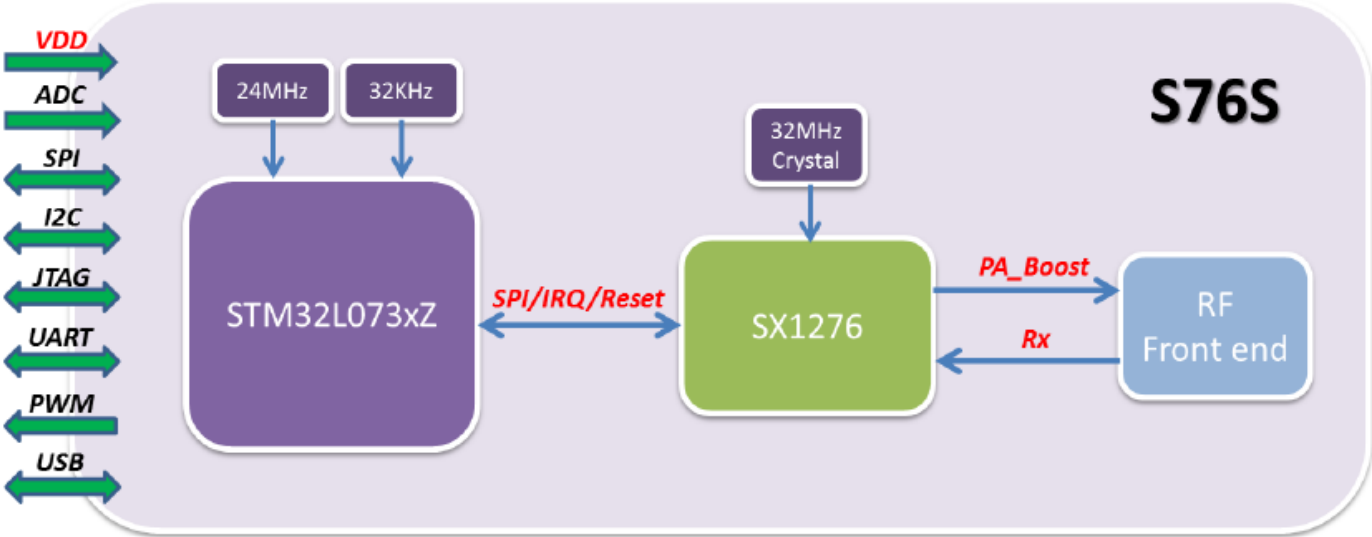 VDD
ADC
SPI
I2C
JTAG
UART
PWM
USB
24MHz
32KHz
STM32L073xZ
SPI/IRQ/Reset
32MHz
Crystal
SX1276
PA_Boost
Rx
RF
Front end
S76S